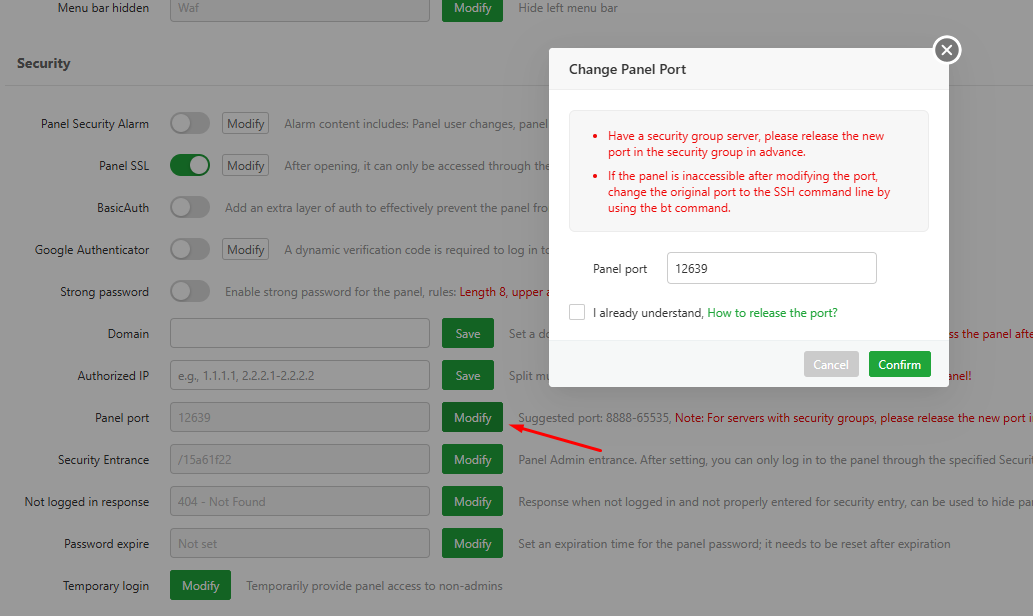 Menu bar hidden Waf Modify Hide left menu bar
Security
Change Panel Port
Have a security group server, please release the new
port in the security group in advance.
If the panel is inaccessible after modifying the port,
change the original port to the SSH command line by
using the bt command.
Panel port 12639
I already understand, How to release the port?
Cancel Confirm
Panel Security Alarm Modify Alarm content includes: Panel user changes, panel
Panel SSL Modify After opening, it can only be accessed through the
BasicAuth Add an extra layer of auth to effectively prevent the panel fro
Google Authenticator Modify A dynamic verification code is required to log in to
Strong password Enable strong password for the panel, rules: Length 8, upper a
Domain Save Set a do ss the panel afte
Authorized IP e.g., 1.1.1.1, 2.2.2.1-2.2.2.2 Save Split mu anel!
Panel port 12639 Modify Suggested port: 8888-65535, Note: For servers with security groups, please release the new port i
Security Entrance /15a61f22 Modify Panel Admin entrance. After setting, you can only log in to the panel through the specified Securit
Not logged in response 404 - Not Found Modify Response when not logged in and not properly entered for security entry, can be used to hide pa
Password expire Not set Modify Set an expiration time for the panel password; it needs to be reset after expiration
Temporary login Modify Temporarily provide panel access to non-admins